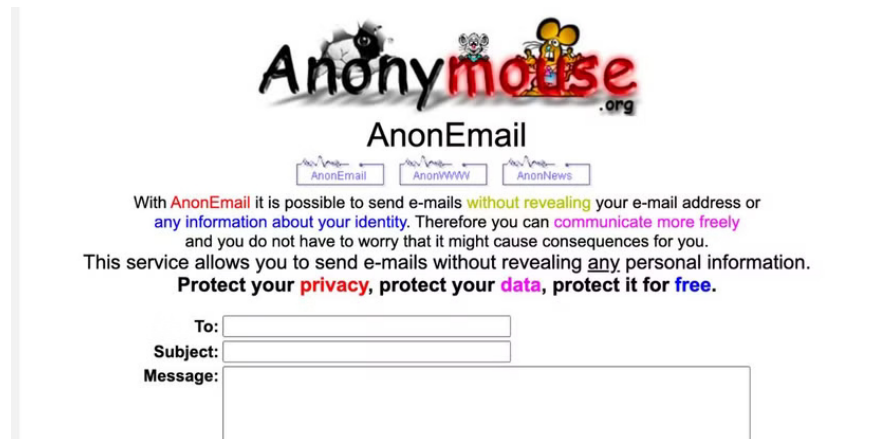 Anonymouse
.org
AnonEmail
AnonEmail AnonWWW AnonNews
With AnonEmail it is possible to send e-mails without revealing your e-mail address or
any information about your identity. Therefore you can communicate more freely
and you do not have to worry that it might cause consequences for you.
This service allows you to send e-mails without revealing any personal information.
Protect your privacy, protect your data, protect it for free.
To:
Subject:
Message: